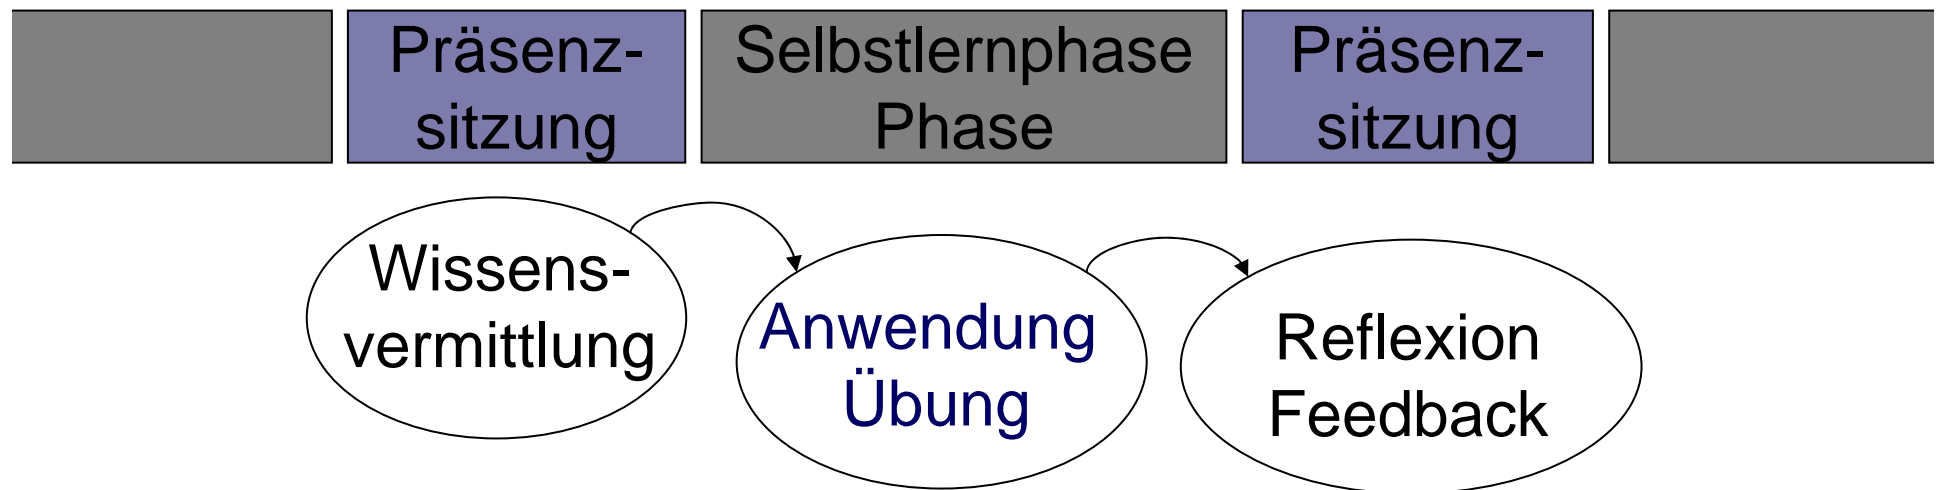 Präsenz-
sitzung
Selbstlernphase
Phase
Präsenz-
sitzung
Wissens-
vermittlung
Anwendung
Übung
Reflexion
Feedback